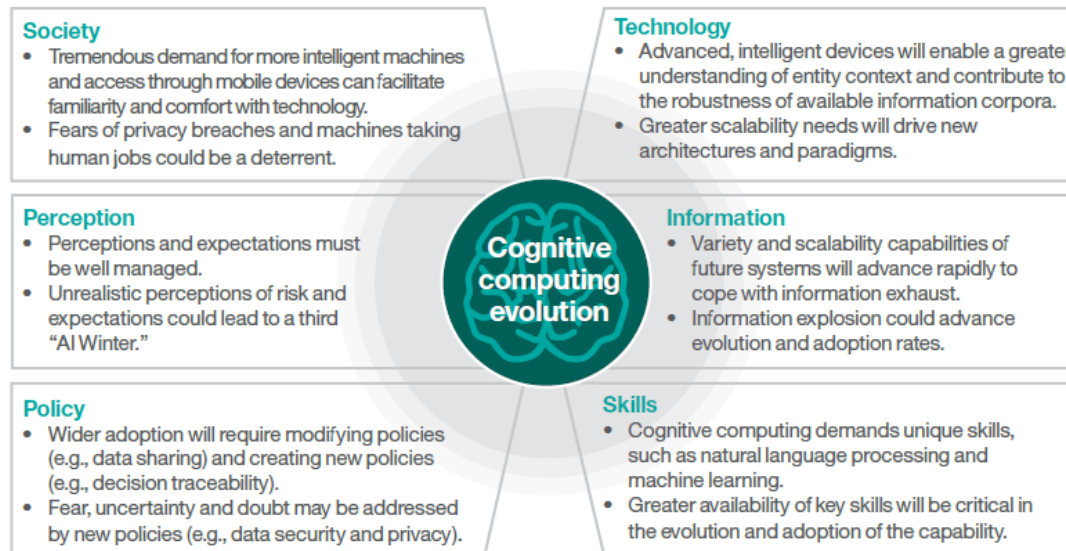 Society
• Tremendous demand for more intelligent machines
and access through mobile devices can facilitate
familiarity and comfort with technology.
• Fears of privacy breaches and machines taking
human jobs could be a deterrent.
Technology
• Advanced, intelligent devices will enable a greater
understanding of entity context and contribute to
the robustness of available information corpora.
• Greater scalability needs will drive new
architectures and paradigms.
Perception
• Perceptions and expectations must
be well managed.
• Unrealistic perceptions of risk and
expectations could lead to a third
“AI Winter.”
Cognitive
computing
evolution
Information
• Variety and scalability capabilities of
future systems will advance rapidly to
cope with information exhaust.
• Information explosion could advance
evolution and adoption rates.
Policy
• Wider adoption will require modifying policies
(e.g., data sharing) and creating new policies
(e.g., decision traceability).
• Fear, uncertainty and doubt may be addressed
by new policies (e.g., data security and privacy).
Skills
• Cognitive computing demands unique skills,
such as natural language processing and
machine learning.
• Greater availability of key skills will be critical in
the evolution and adoption of the capability.